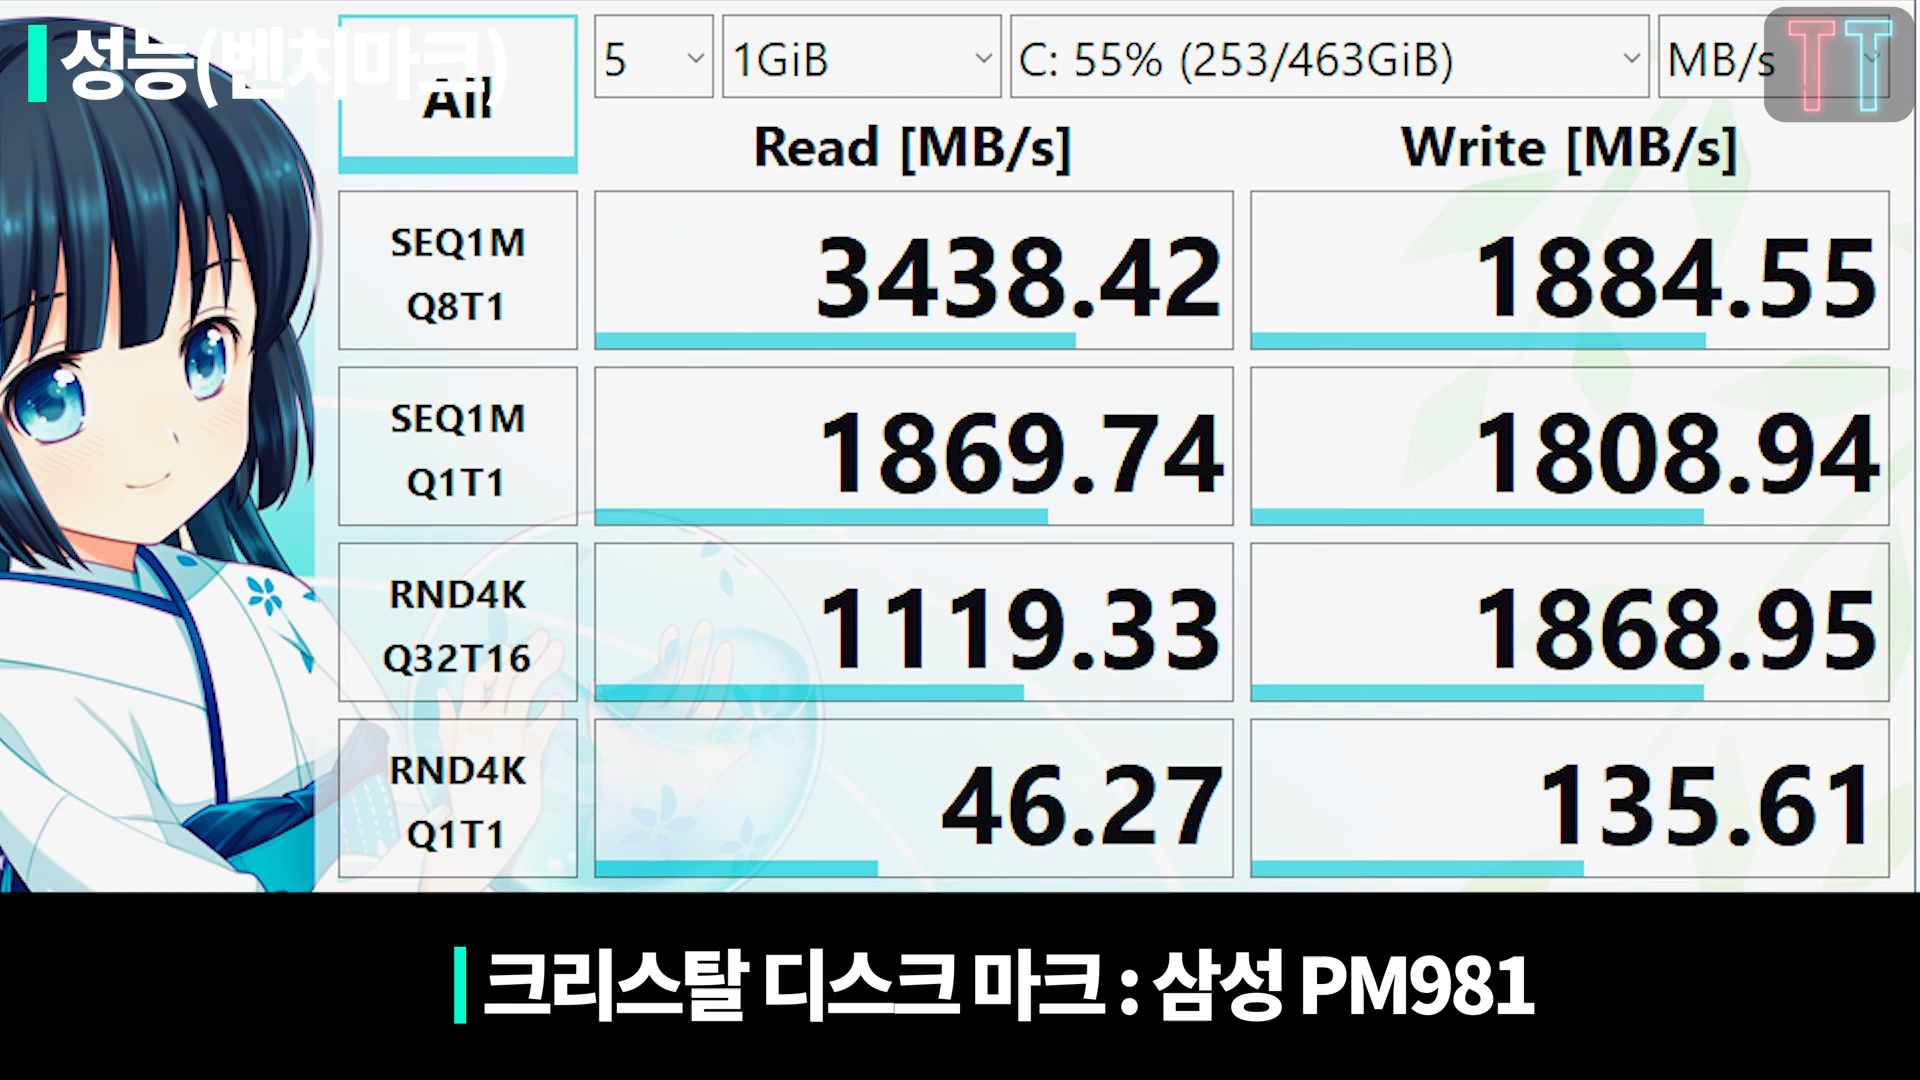 성능(벤치마크)
All
5
1GiB
C: 55% (253/463GiB)
MB/s
TT
Read [MB/s]
Write [MB/s]
SEQ1M
Q8T1
3438.42
1884.55
SEQ1M
Q1T1
1869.74
1808.94
RND4K
Q32T16
1119.33
1868.95
RND4K
Q1T1
46.27
135.61
크리스탈 디스크 마크 : 삼성 PM981